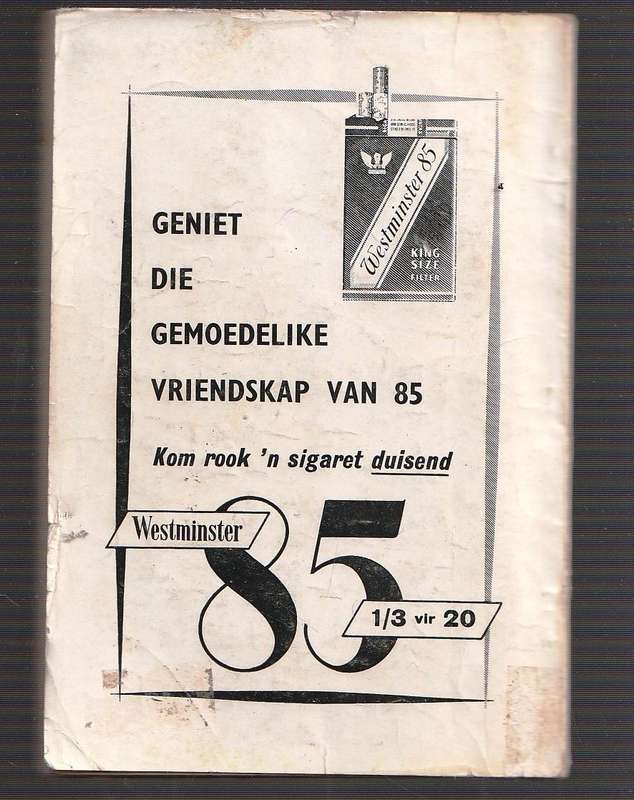 Westminster 85
KING
SIZE
FILTER
GENIET
DIE
GEMOEDELIKE
VRIENDSKAP VAN 85
Kom rook 'n sigaret duisend
Westminster
85
1/3 vir 20